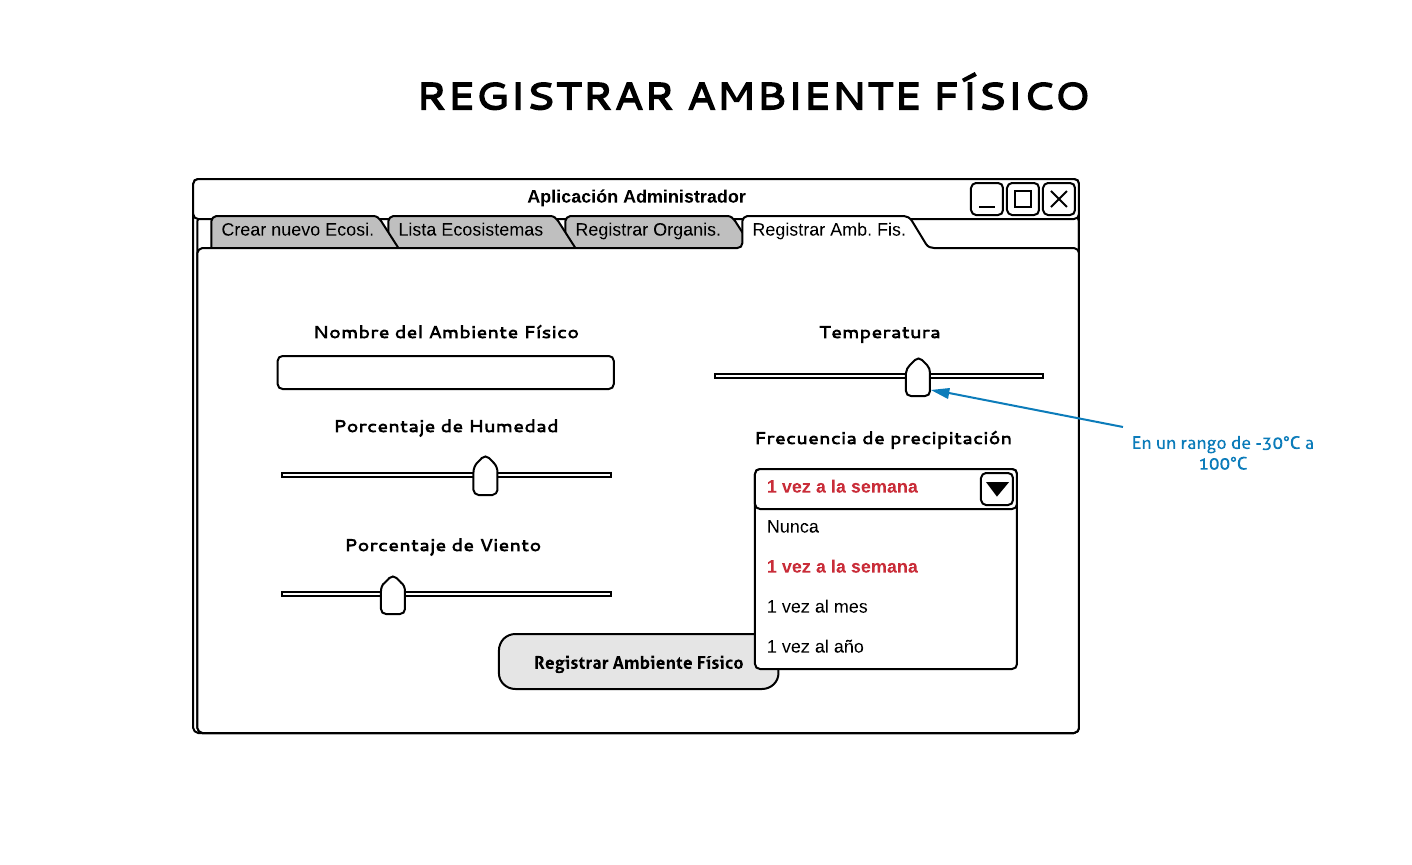 REGISTRAR AMBIENTE FÍSICO
Aplicación Administrador
Crear nuevo Ecosi.
Lista Ecosistemas
Registrar Organis.
Registrar Amb. Fis.
Nombre del Ambiente Físico
Temperatura
Porcentaje de Humedad
Frecuencia de precipitación
En un rango de -30°C a
100°C
1 vez a la semana
Nunca
Porcentaje de Viento
1 vez a la semana
1 vez al mes
1 vez al año
Registrar Ambiente Físico